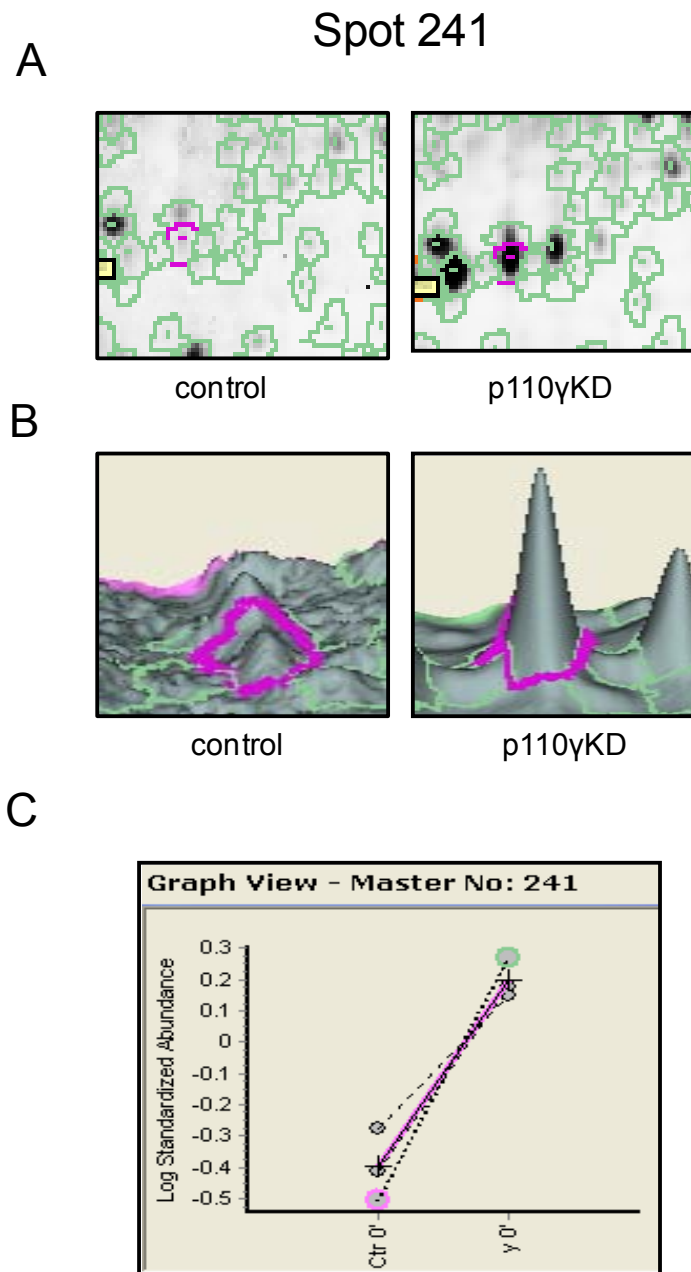 Spot 241
A
control
p110γKD
B
control
p110γKD
C
Graph View - Master No: 241
Log Standardized Abundance
0.3
0.2
0.1
0
-0.1
-0.2
-0.3
-0.4
-0.5
Ctr 0'
γ 0'